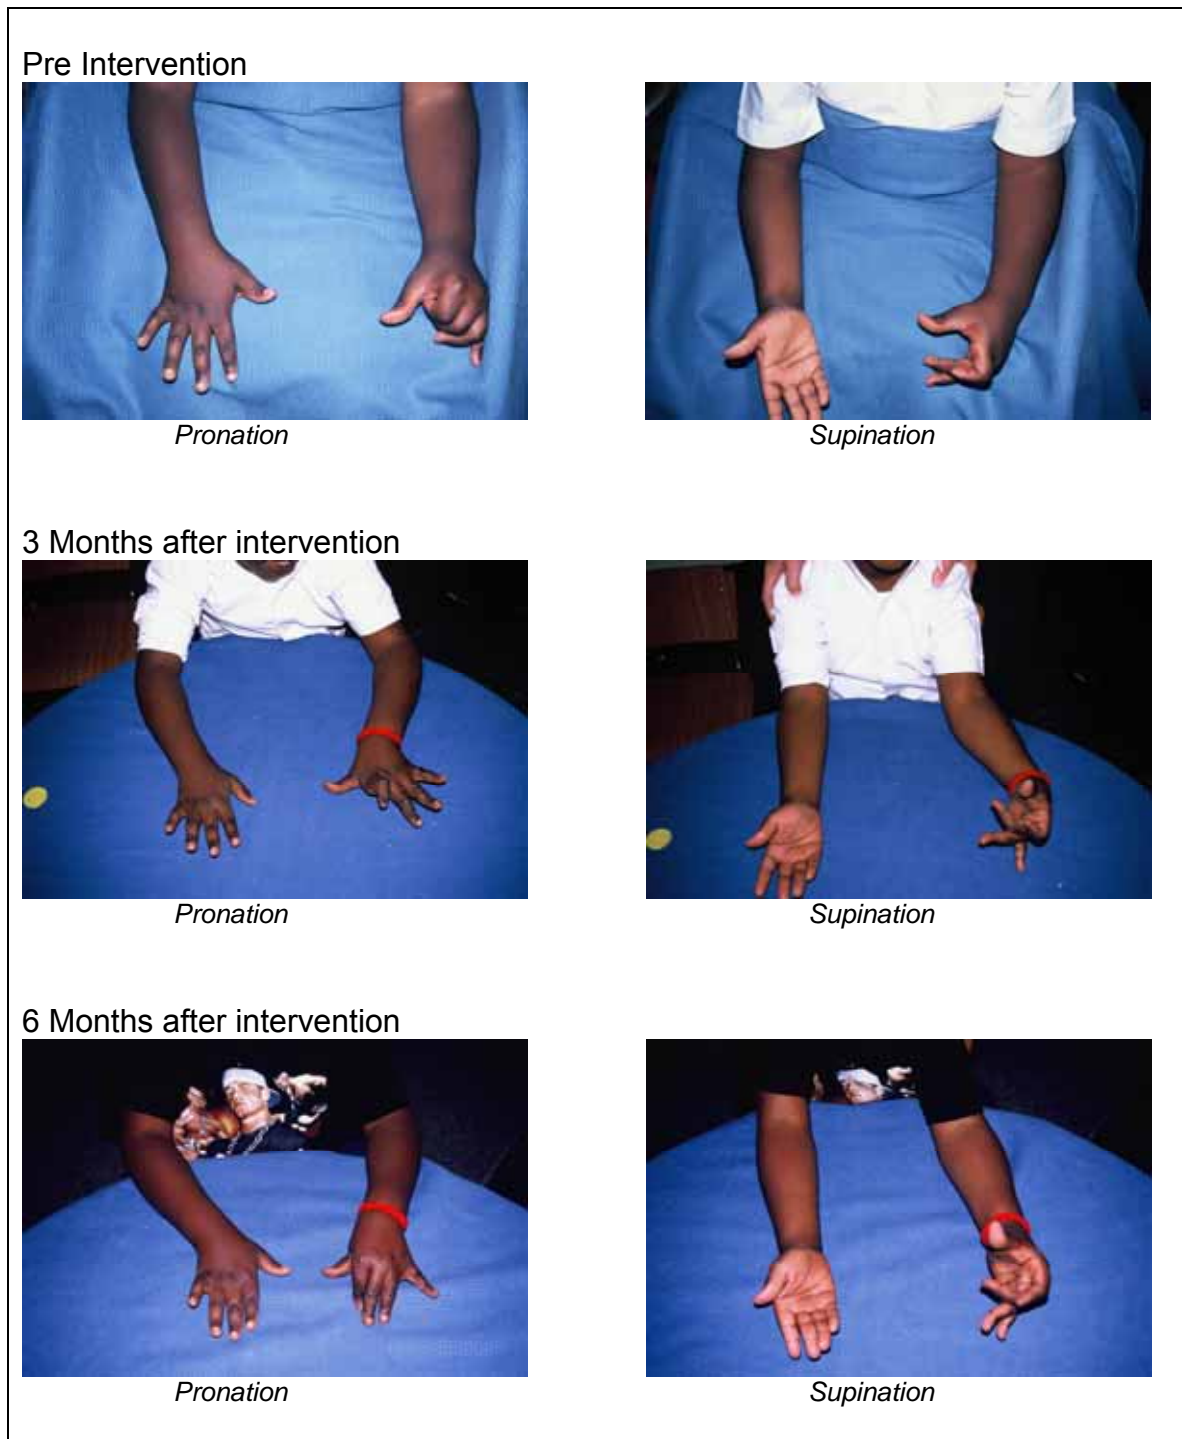 Pre Intervention
Pronation
Supination
3 Months after intervention
Pronation
Supination
6 Months after intervention
Pronation
Supination